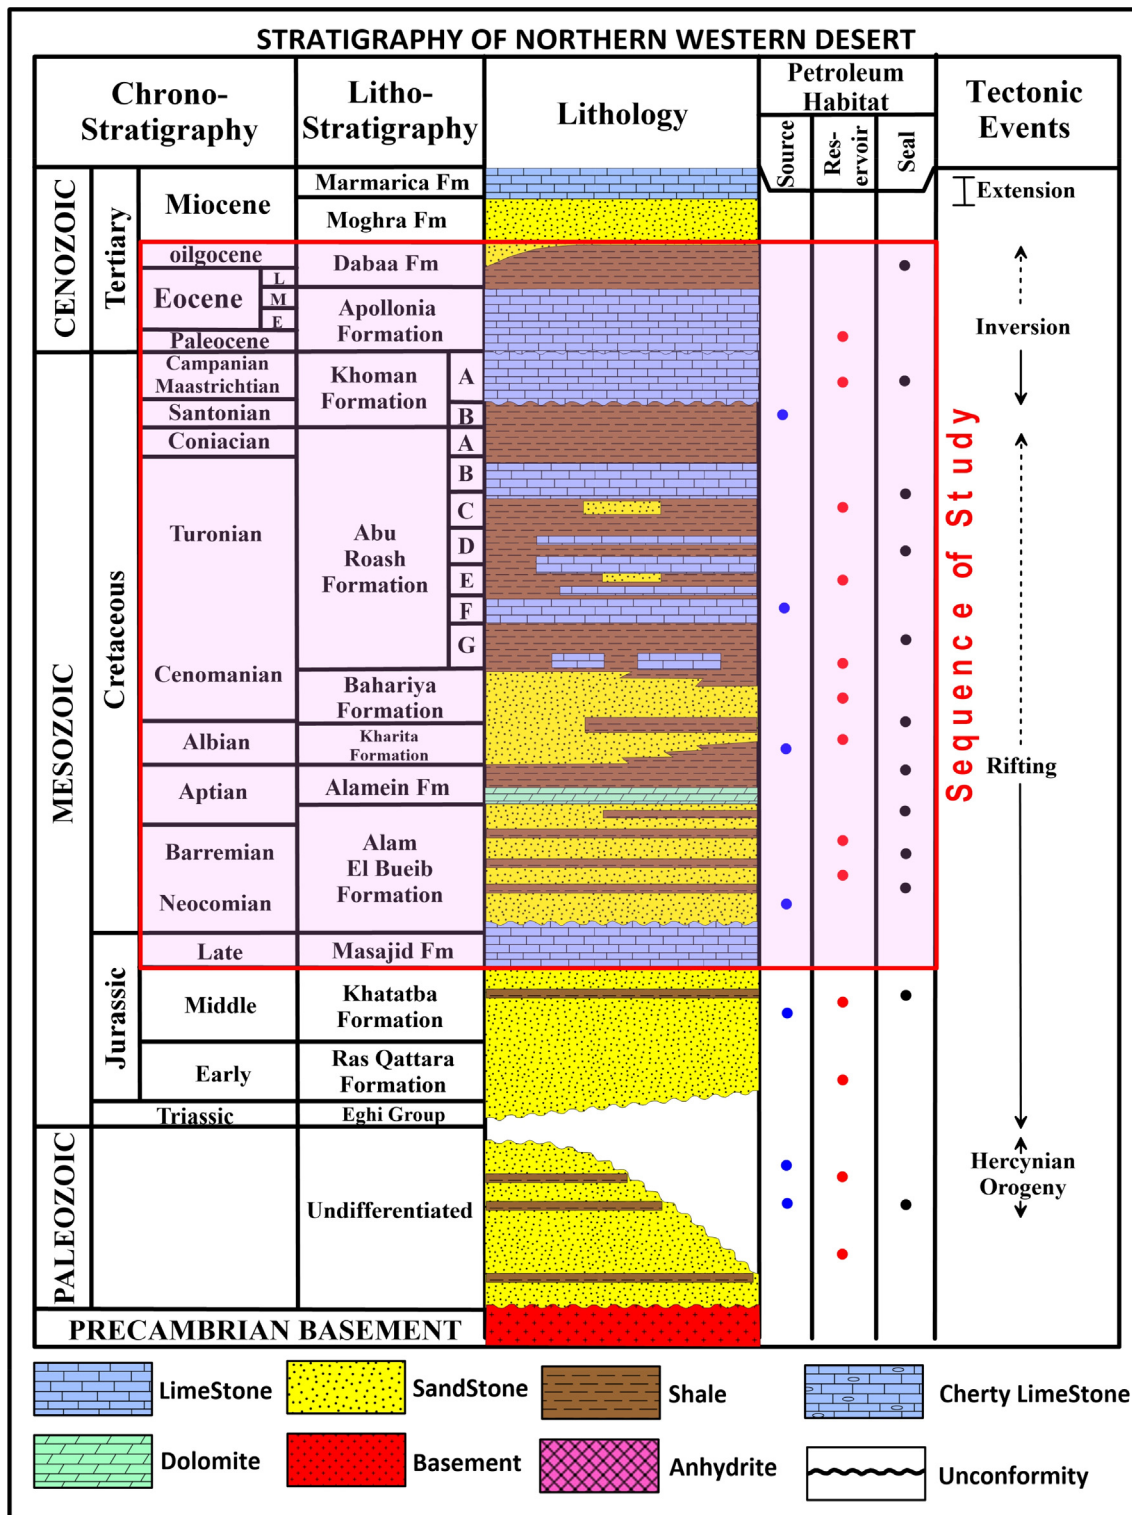 STRATIGRAPHY OF NORTHERN WESTERN DESERT
Chrono-
Stratigraphy
Litho-
Stratigraphy
Lithology
Petroleum
Habitat
Source
Res-
ervoir
Seal
Tectonic
Events
CENOZOIC
Tertiary
Miocene
Marmarica Fm
Moghra Fm
Extension
oilgocene
Dabaa Fm
Eocene
L
M
E
Apollonia
Formation
Paleocene
Inversion
MESOZOIC
Cretaceous
Campanian
Maastrichtian
Khoman
Formation
A
Santonian
B
Coniacian
A
B
C
Turonian
Abu
Roash
Formation
D
E
F
G
Cenomanian
Bahariya
Formation
Albian
Kharita
Formation
Aptian
Alamein Fm
Rifting
Barremian
Neocomian
Alam
El Bueib
Formation
Sequence of Study
Jurassic
Late
Masajid Fm
Middle
Khatatba
Formation
Early
Ras Qattara
Formation
Triassic
Eghi Group
PALEOZOIC
Undifferentiated
Hercynian
Orogeny
PRECAMBRIAN BASEMENT
LimeStone
SandStone
Shale
Cherty LimeStone
Dolomite
Basement
Anhydrite
Unconformity